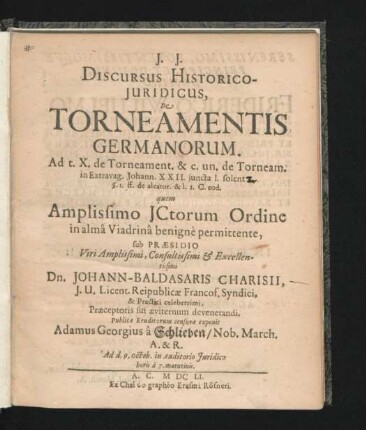 J. J.
DISCURSUS HISTORICO-
JURIDICUS,
De
TORNEAMENTIS
GERMANORUM.
Ad t. X. de Torneament. & c. un. de Torneam.
in Extravag. Johann. XXII. juncta l. solent
§. 1. ff. de aleator. & l. 1. C. eod.
quem
Amplissimo JCtorum Ordine
in almâ Viadrinâ benignè permittente,
sub PRÆSIDIO
Viri Amplissimi, Consultissimi & Excellen-
tissimi
Dn. JOHANN-BALDASARIS CHARISII,
J. U. Licent. Reipublicæ Francof. Syndici,
& Practici celeberrimi,
Præceptoris sui æviternum devenerandi.
Publicæ Eruditorum censuræ exponit
Adamus Georgius â Schlieben / Nob. March.
A. & R.
Ad d. 9. octob. in auditorio Juridico
horis à 7. matutinis.
A. C. M DC LI.
Ex Chal co grapheo Erasmi Rösneri.